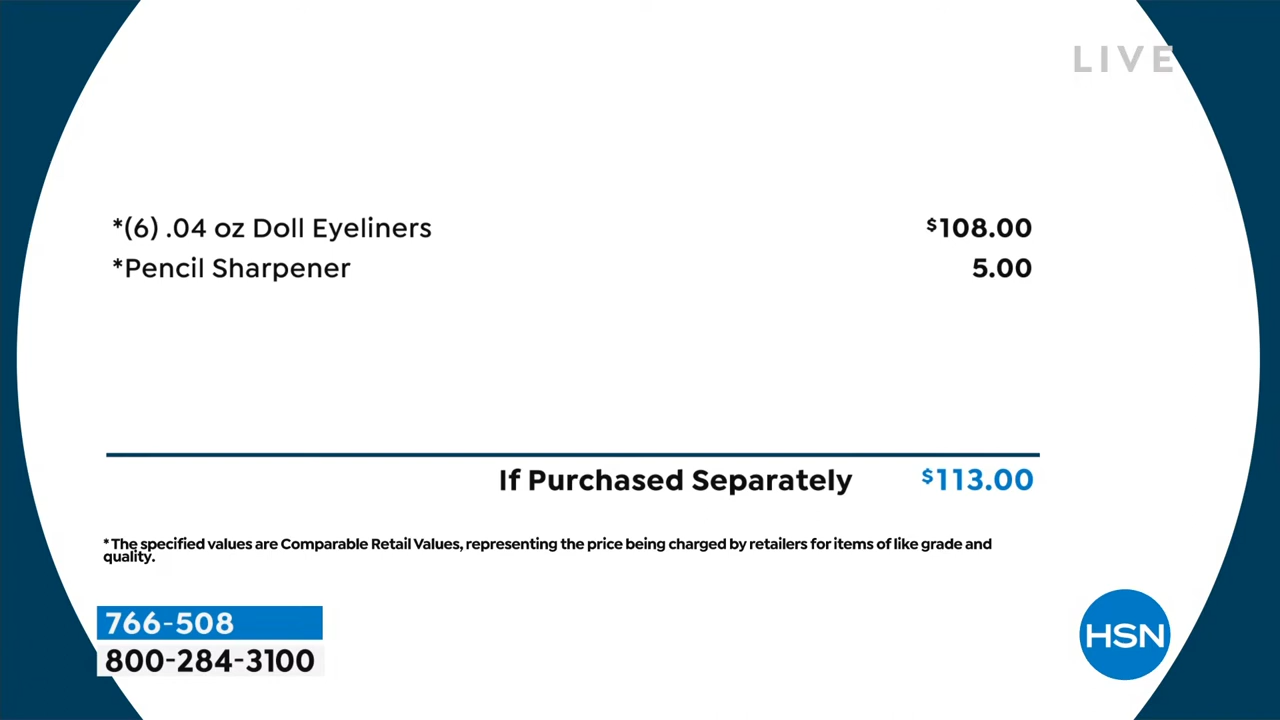 LIVE
*(6) .04 oz Doll Eyeliners $108.00
*Pencil Sharpener 5.00
If Purchased Separately $113.00
*The specified values are Comparable Retail Values, representing the price being charged by retailers for items of like grade and
quality.
766-508
800-284-3100
HSN